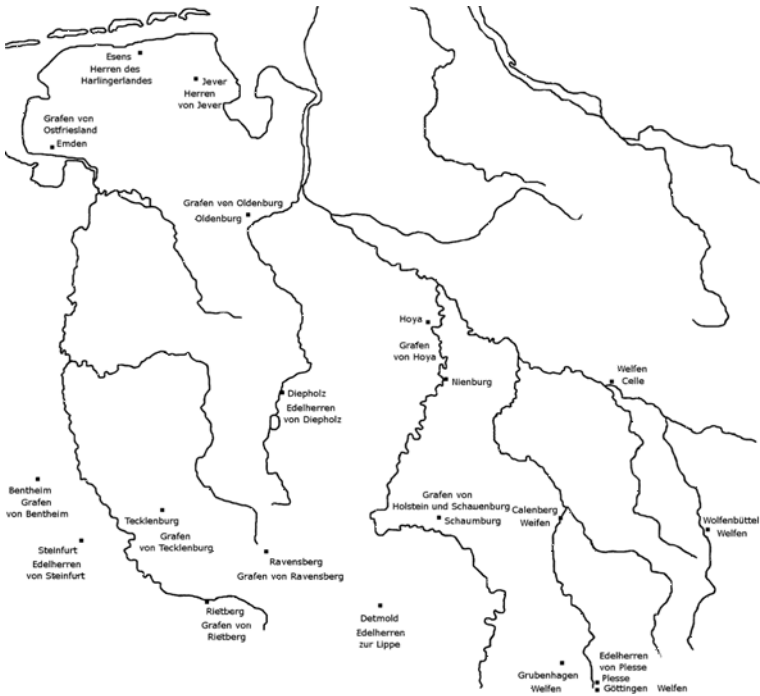 Esens
Herren des
Harlingerlandes
Jever
Herren
von Jever
Grafen von
Ostfriesland
Emden
Grafen von Oldenburg
Oldenburg
Hoya
Grafen
von Hoya
Nienburg
Welfen
Celle
Diepholz
Edelherren
von Diepholz
Bentheim
Grafen
von Bentheim
Tecklenburg
Grafen
von Tecklenburg
Grafen von
Holstein und Schauenburg
Schaumburg
Calenberg
Welfen
Wolfenbüttel
Welfen
Steinfurt
Edelherren
von Steinfurt
Ravensberg
Grafen von Ravensberg
Rietberg
Grafen von
Rietberg
Detmold
Edelherren
zur Lippe
Grubenhagen
Welfen
Edelherren
von Plesse
Plesse
Göttingen Welfen